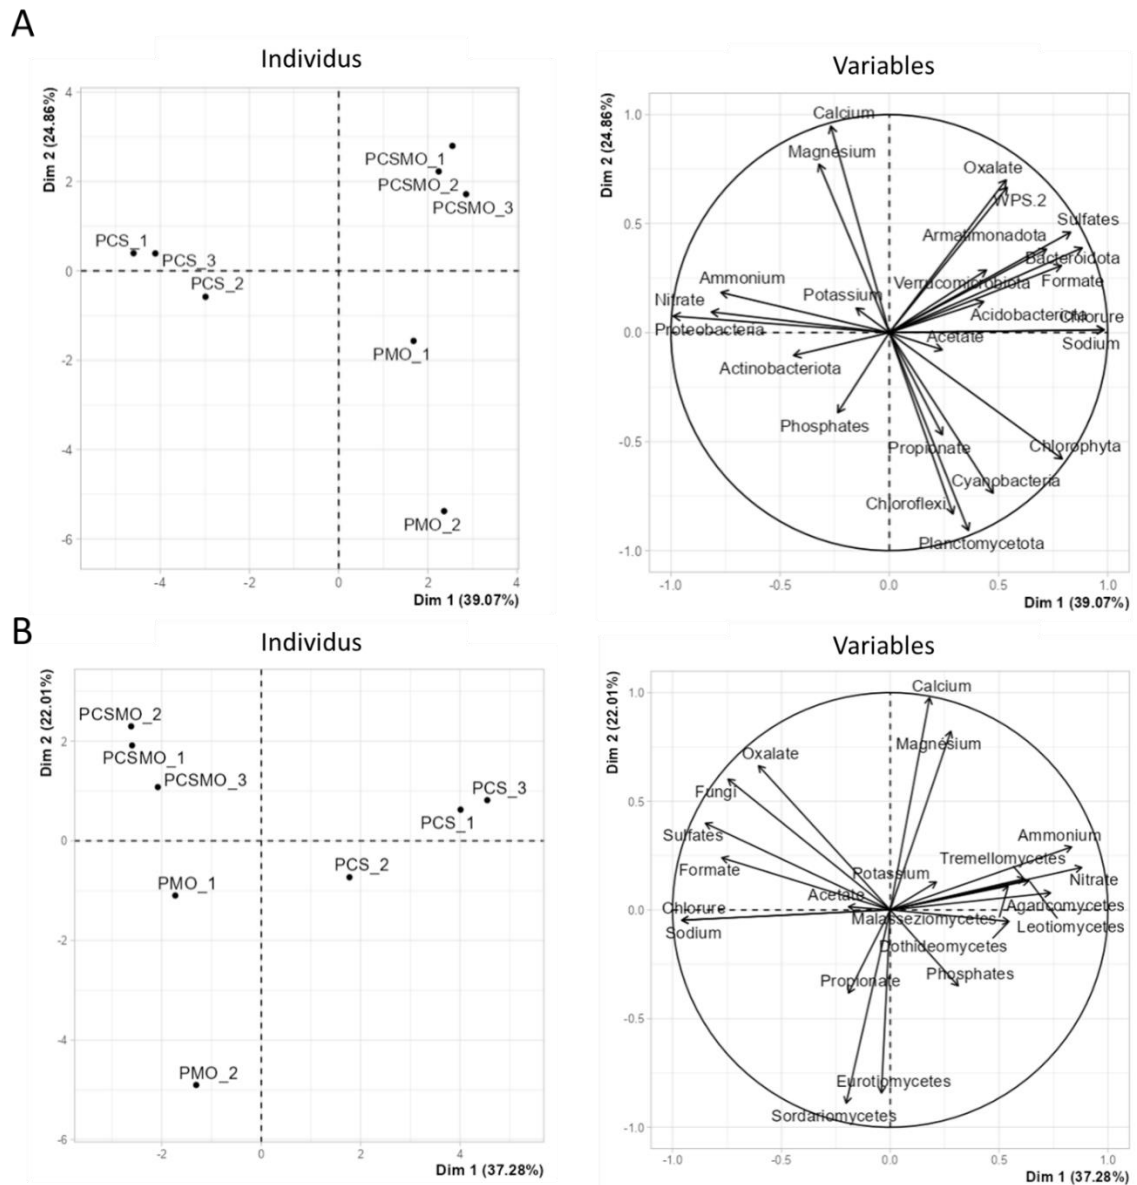 A
Individus
Dim 2 (24.86%)
4
2
0
-2
-4
-6
PCSMO_1
PCSMO_2
PCSMO_3
PCS_1
PCS_3
PCS_2
PMO_1
PMO_2
-4
-2
0
2
4
Dim 1 (39.07%)
Variables
Dim 2 (24.86%)
1.0
0.5
0.0
-0.5
-1.0
Calcium
Magnésium
Oxalate
WPS.2
Sulfates
Armatimonadota
Bacteroidota
Ammonium
Verrucomicrobiota
Formate
Nitrate
Potassium
Acidobacteriota
Chlorure
Proteobacteria
Acetate
Sodium
Actinobacteriota
Phosphates
Propionate
Chlorophyta
Cyanobacteria
Chloroflexi
Planctomycetota
-1.0
-0.5
0.0
0.5
1.0
Dim 1 (39.07%)
B
Individus
Dim 2 (22.01%)
2
0
-2
-4
-6
PCSMO_2
PCSMO_1
PCSMO_3
PCS_3
PCS_1
PCS_2
PMO_1
PMO_2
-2
0
2
4
Dim 1 (37.28%)
Variables
Dim 2 (22.01%)
1.0
0.5
0.0
-0.5
-1.0
Calcium
Magnésium
Oxalate
Fungi
Sulfates
Ammonium
Tremellomycetes
Formate
Potassium
Nitrate
Acetate
Chlorure
Agaricomycetes
Malasseziomycetes
Leotiomycetes
Sodium
Dothideomycetes
Propionate
Phosphates
Eurotiomycetes
Sordariomycetes
-1.0
-0.5
0.0
0.5
1.0
Dim 1 (37.28%)